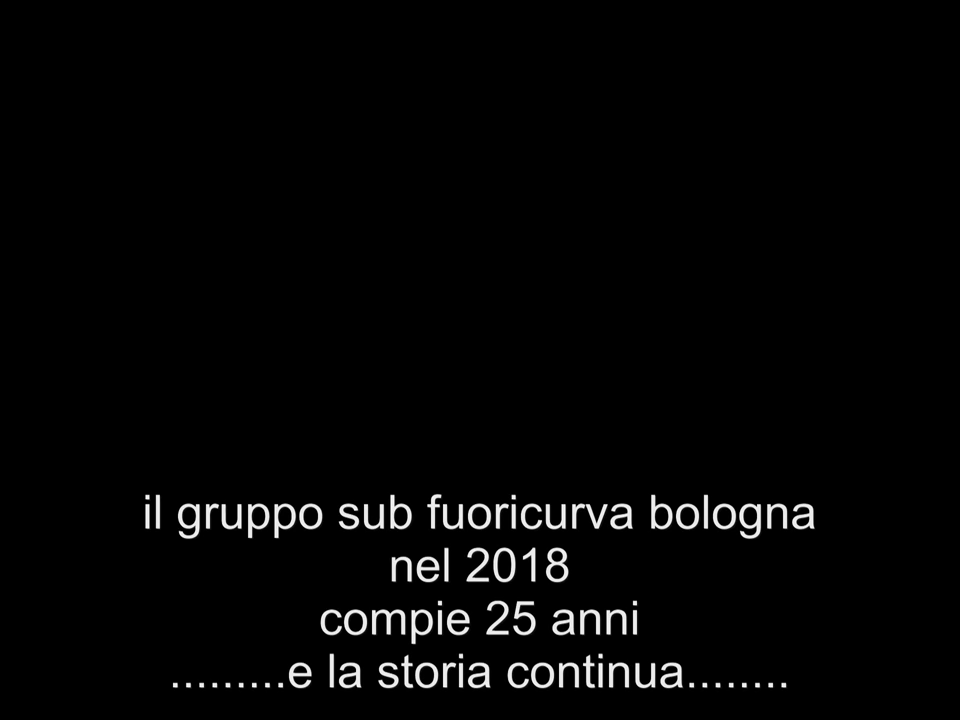 il gruppo sub fuoricurva bologna
nel 2018
compie 25 anni
.........e la storia continua........